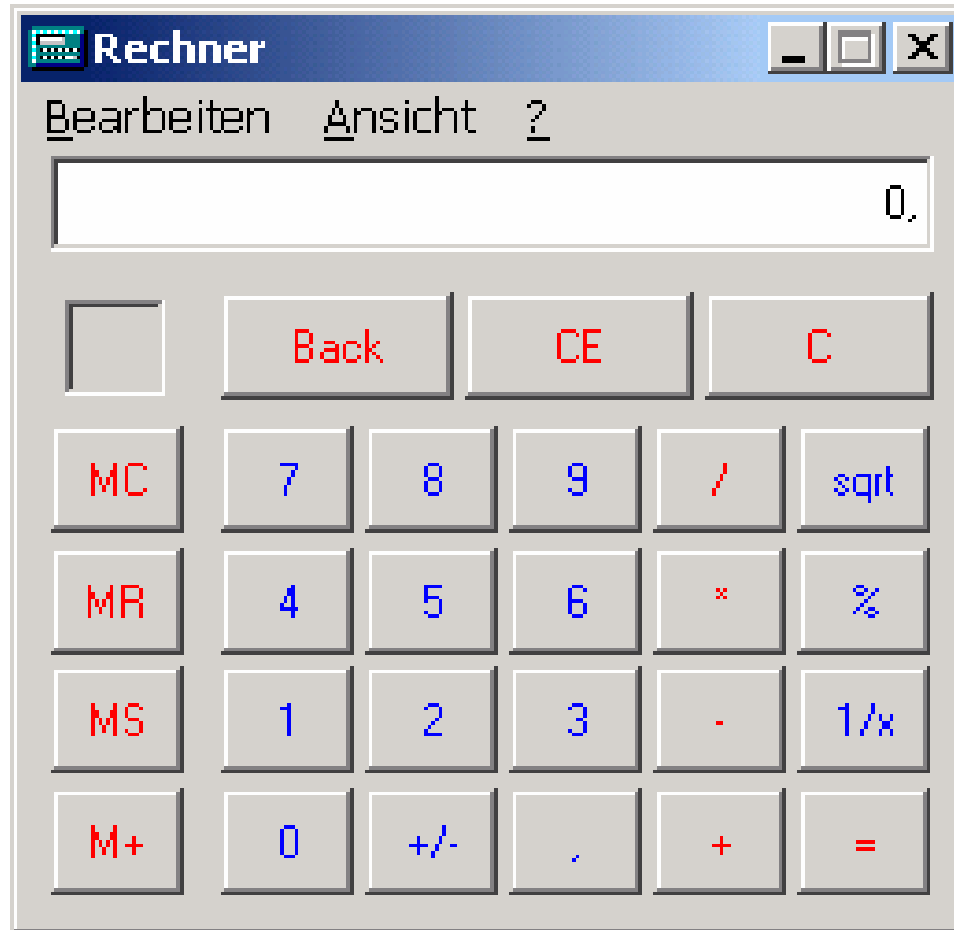 Rechner
Bearbeiten Ansicht ?
0,
Back CE C
MC 7 8 9 / sqrt
MR 4 5 6 * %
MS 1 2 3 - 1/x
M+ 0 +/- , + =